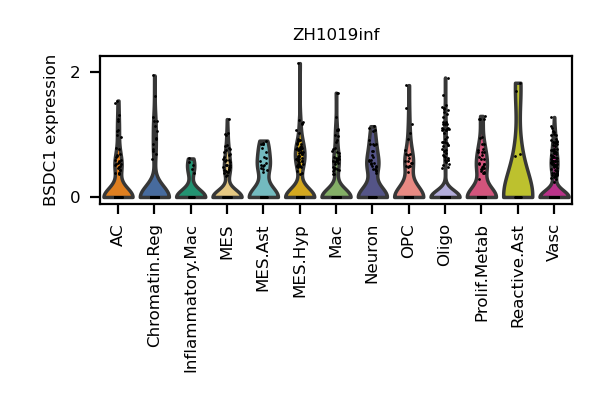 ZH1019inf
BSDC1 expression
2
0
AC
Chromatin.Reg
Inflammatory.Mac
MES
MES.Ast
MES.Hyp
Mac
Neuron
OPC
Oligo
Prolif.Metab
Reactive.Ast
Vasc